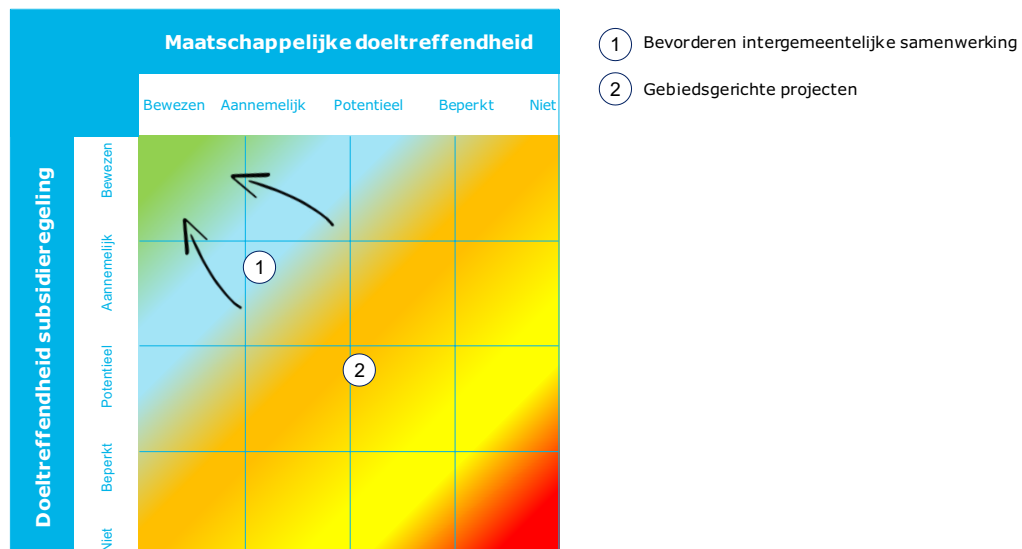 Maatschappelijke doeltreffendheid
Bewezen Aannemelijk Potentieel Beperkt Niet
Doeltreffendheid subsidieregeling
Bewezen
Aannemelijk
Potentieel
Beperkt
Niet
1
2
1 Bevorderen intergemeentelijke samenwerking
2 Gebiedsgerichte projecten